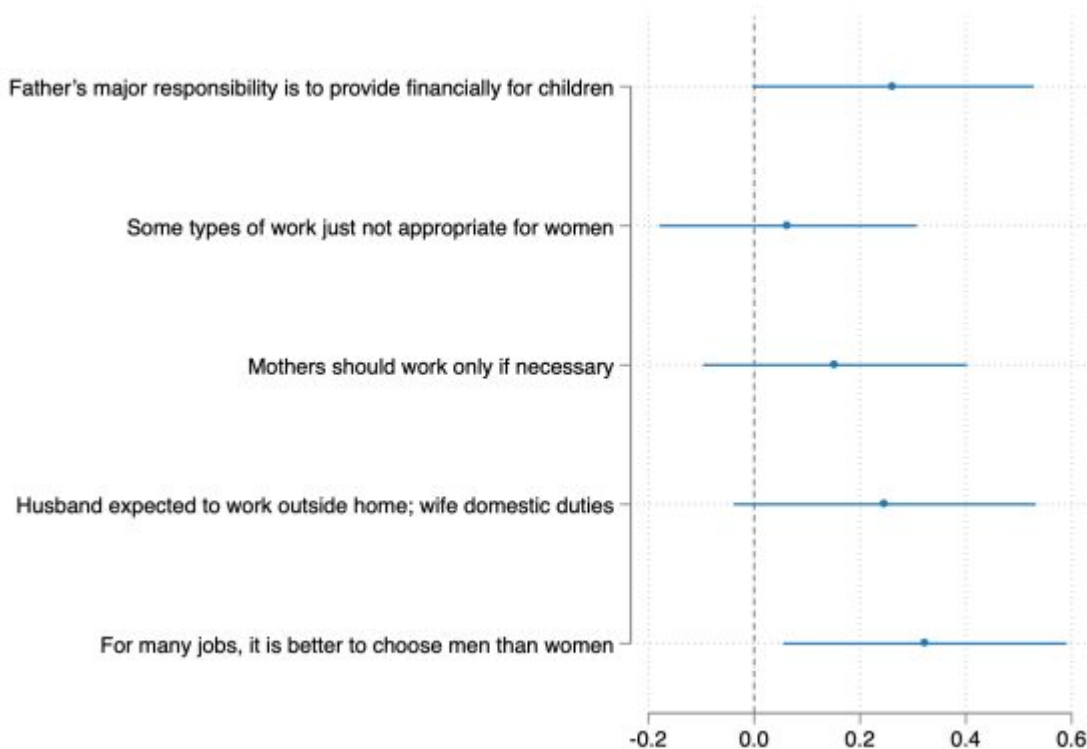 Father's major responsibility is to provide financially for children
Some types of work just not appropriate for women
Mothers should work only if necessary
Husband expected to work outside home; wife domestic duties
For many jobs, it is better to choose men than women
-0.2 0.0 0.2 0.4 0.6